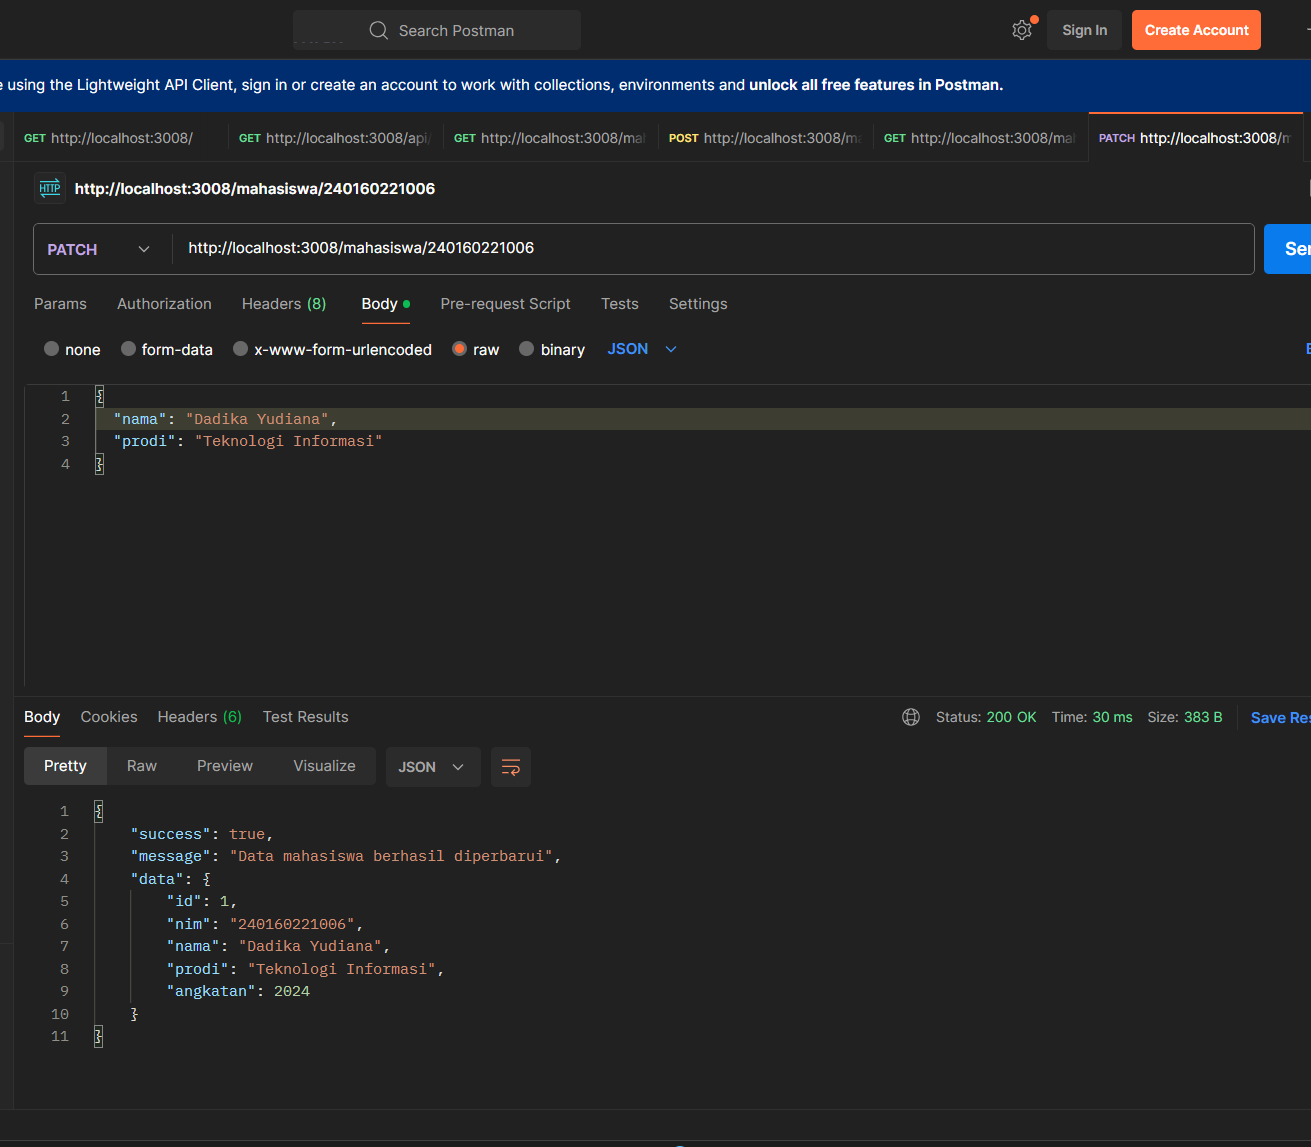 Search Postman
Sign In
Create Account
e using the Lightweight API Client, sign in or create an account to work with collections, environments and unlock all free features in Postman.
GET http://localhost:3008/
GET http://localhost:3008/api/
GET http://localhost:3008/mal
POST http://localhost:3008/ma
GET http://localhost:3008/mal
PATCH http://localhost:3008/m
HTTP http://localhost:3008/mahasiswa/240160221006
PATCH http://localhost:3008/mahasiswa/240160221006
Ser
Params Authorization Headers (8) Body Pre-request Script Tests Settings
none form-data x-www-form-urlencoded raw binary JSON
1 {
2 "nama": "Dadika Yudiana",
3 "prodi": "Teknologi Informasi"
4 }
Body Cookies Headers (6) Test Results Status: 200 OK Time: 30 ms Size: 383 B Save Res
Pretty Raw Preview Visualize JSON
1 {
2 "success": true,
3 "message": "Data mahasiswa berhasil diperbarui",
4 "data": {
5 "id": 1,
6 "nim": "240160221006",
7 "nama": "Dadika Yudiana",
8 "prodi": "Teknologi Informasi",
9 "angkatan": 2024
10 }
11 }